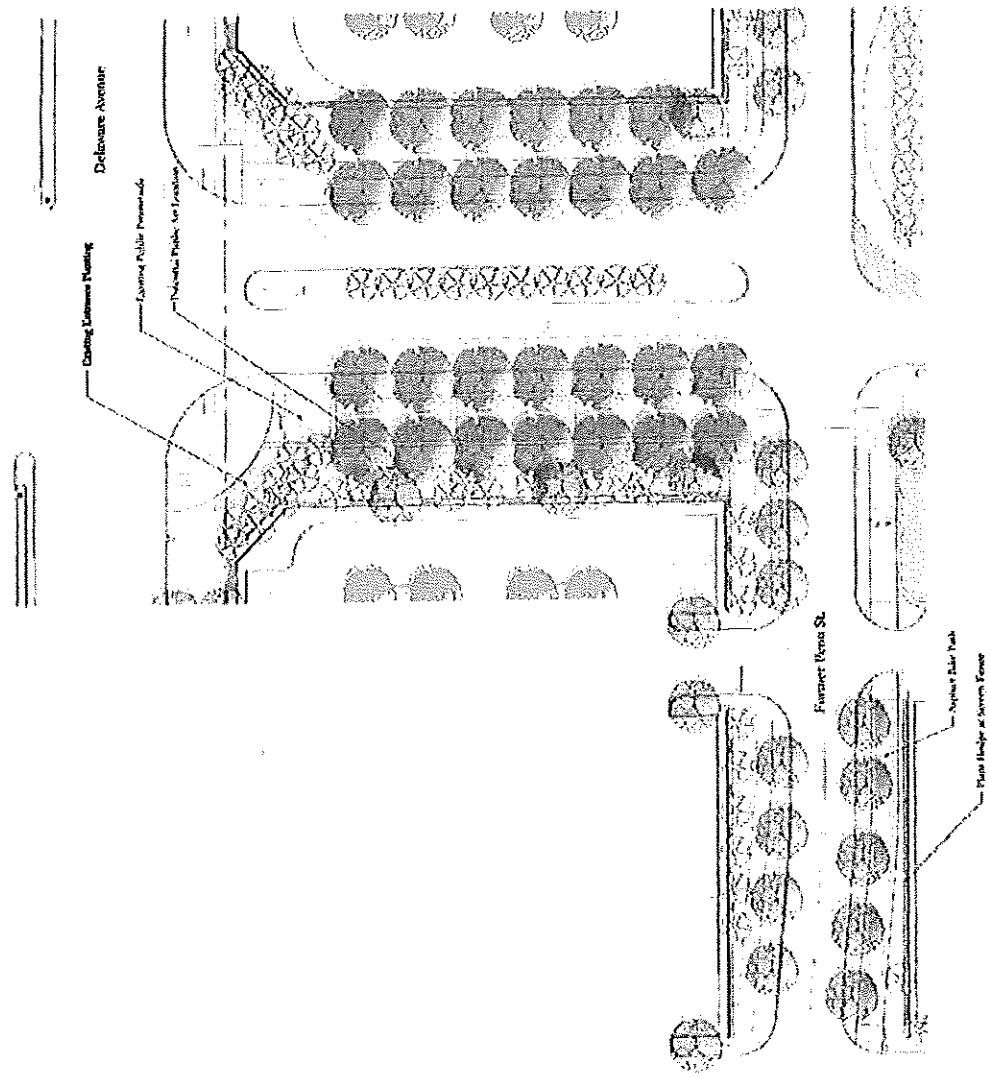 Delaware Avenue
Existing Entrance Planting
Existing Public Promenade
Potential Public Art Location
Former Penn St.
Asphalt Bike Path
Plant Hedge at Screen Fence